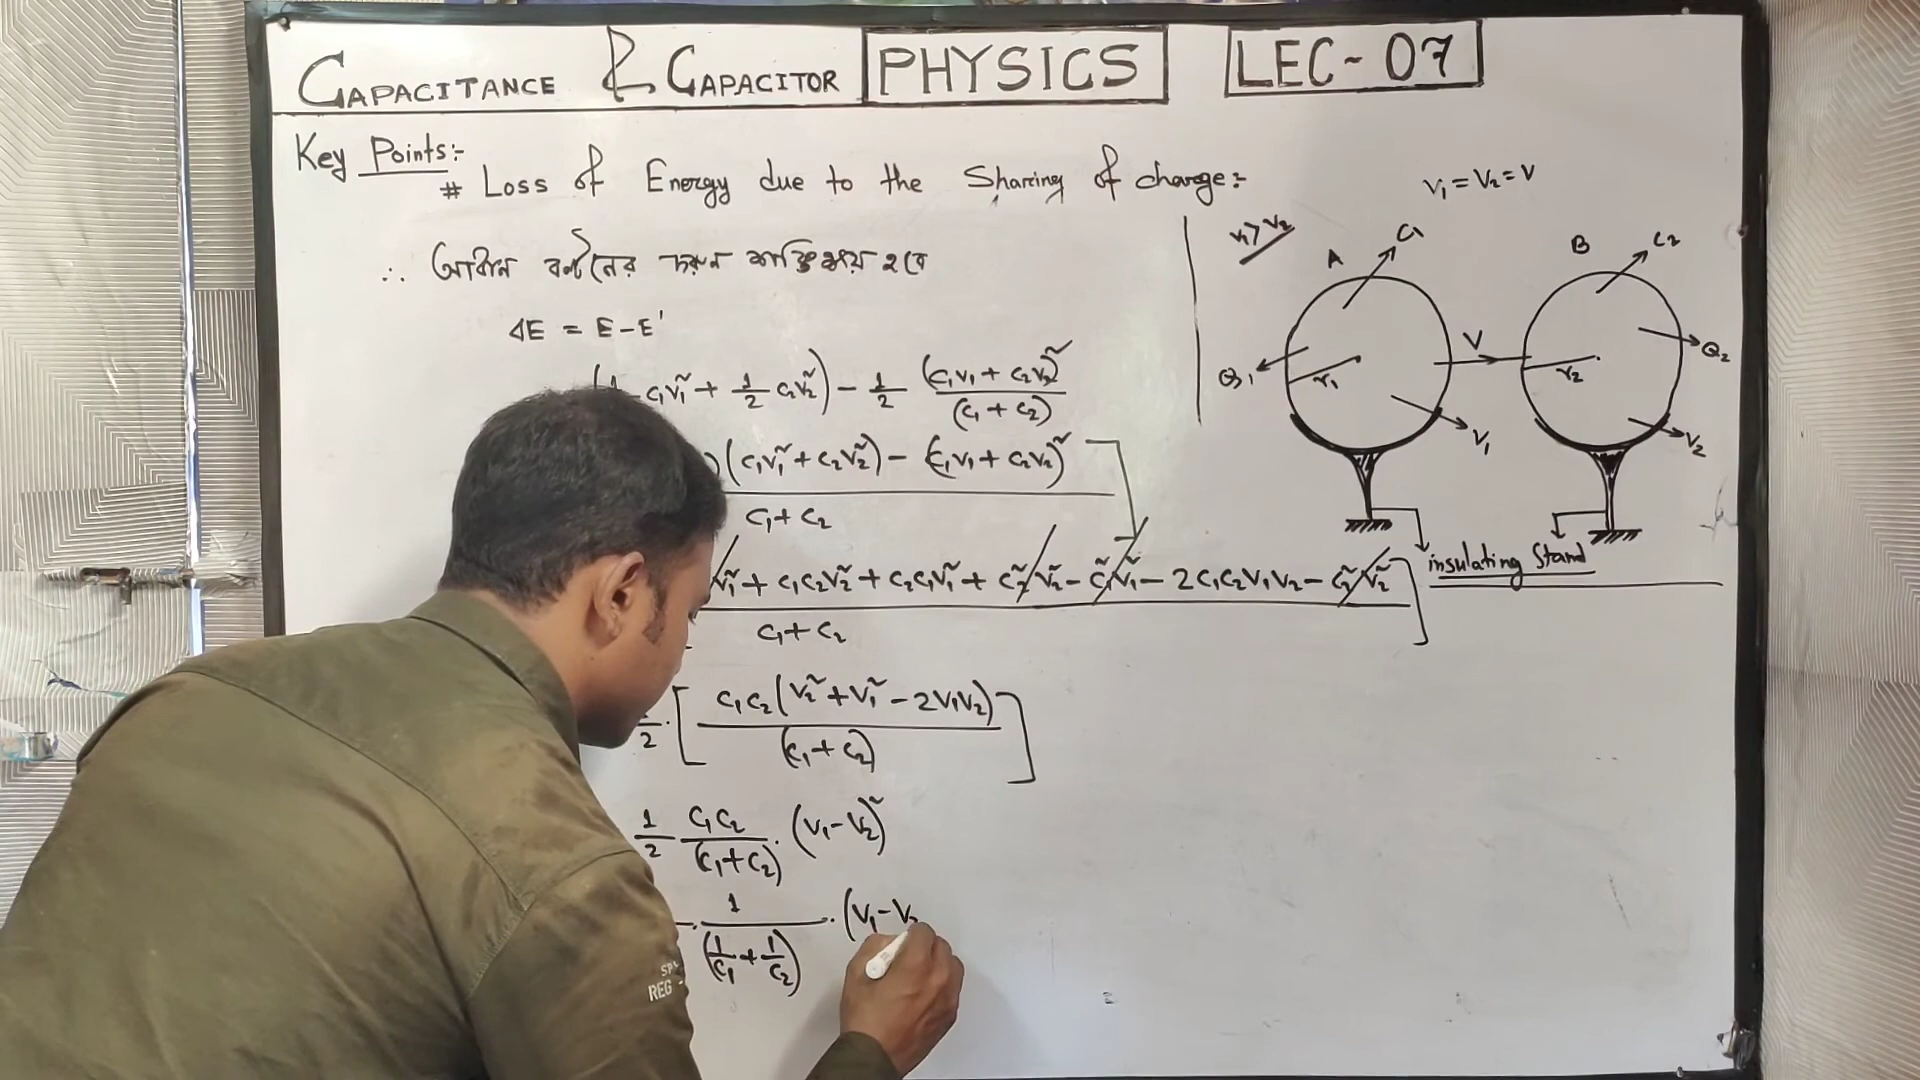 CAPACITANCE & CAPACITOR PHYSICS LEC-07
Key Points:-
# Loss of Energy due to the Sharing of charge:-
∴ আধান বণ্টনের দরুন শক্তিক্ষয় হবে
ΔE = E - E'
C₁V₁² + 1/2 C₂V₂²) - 1/2 (C₁V₁ + C₂V₂)² / (C₁ + C₂)
(C₁V₁² + C₂V₂²) - (C₁V₁ + C₂V₂)² / C₁ + C₂
V₁² + C₁C₂V₂² + C₂C₁V₁² + C₂²V₂² - C₁²V₁² - 2C₁C₂V₁V₂ - C₂²V₂² / C₁ + C₂
1/2 · [C₁C₂(V₂² + V₁² - 2V₁V₂) / (C₁ + C₂)]
1/2 C₁C₂ / (C₁+C₂) · (V₁ - V₂)²
· 1 / (1/C₁ + 1/C₂) · (V₁ - V₂
V₁ = V₂ = V
V₁ > V₂
A C₁ B C₂
Q₁ r₁ V r₂ Q₂
V₁ V₂
insulating Stand
REG -